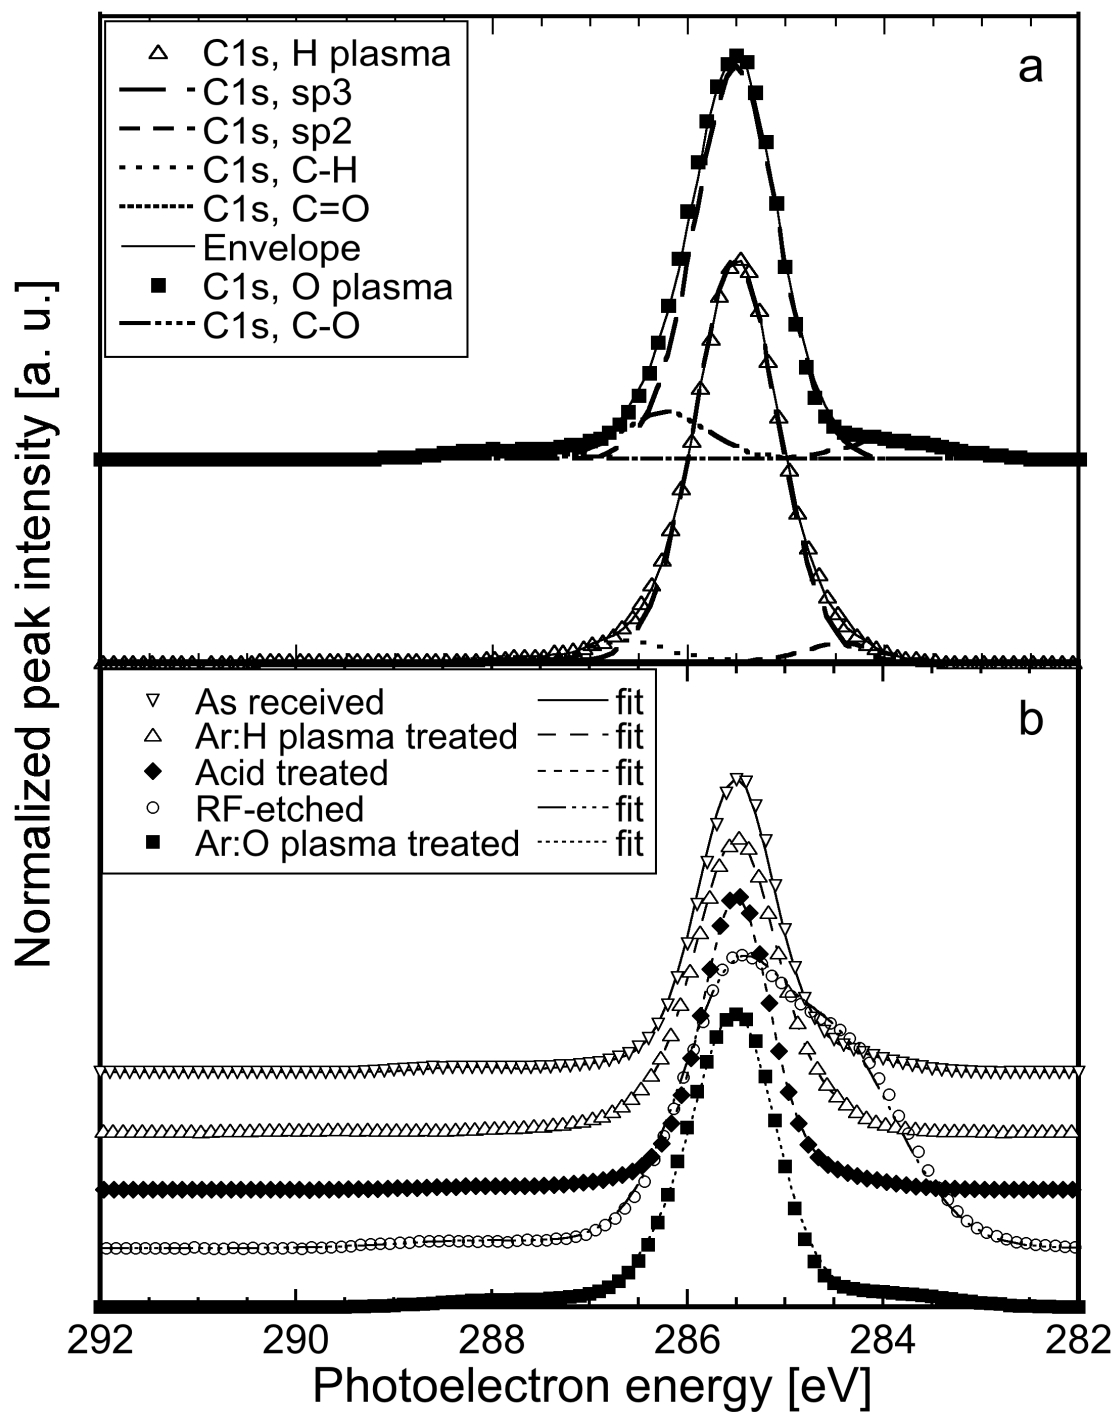 a
C1s, H plasma
C1s, sp3
C1s, sp2
C1s, C-H
C1s, C=O
Envelope
C1s, O plasma
C1s, C-O
Normalized peak intensity [a. u.]
b
As received fit
Ar:H plasma treated fit
Acid treated fit
RF-etched fit
Ar:O plasma treated fit
292 290 288 286 284 282
Photoelectron energy [eV]